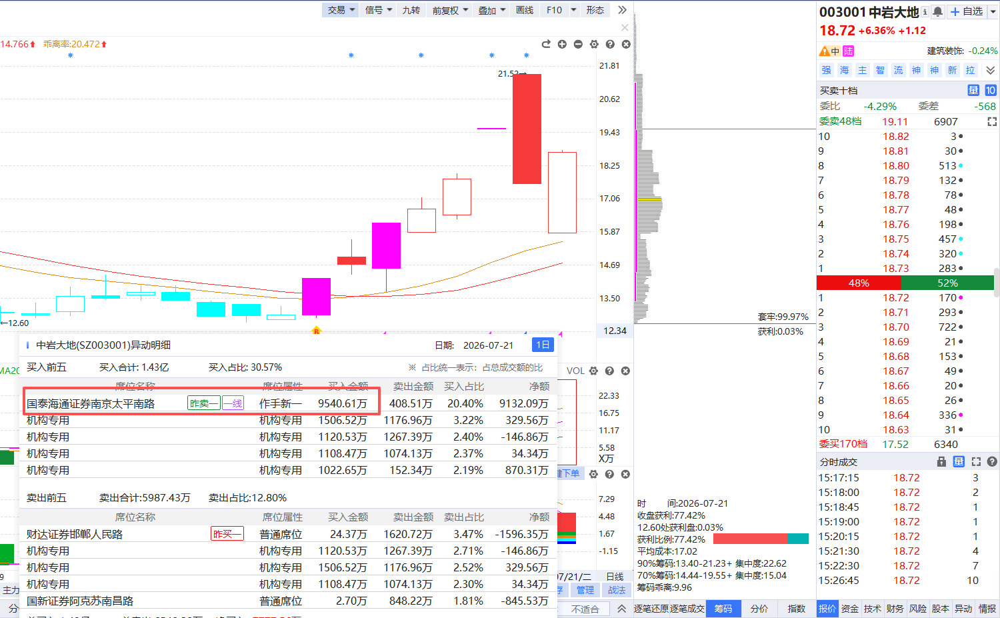 交易 信号 九转 前复权 叠加 画线 F10 形态
14.766 乖离率:20.472
21.52
21.81
20.62
19.43
18.25
17.06
15.87
14.69
13.50
12.34
12.60
B
中岩大地(SZ003001)异动明细 日期: 2026-07-21 1日
买入前五 买入合计: 1.43亿 买入占比: 30.57% ※ 占比统一表示：占总成交额的比
席位名称 席位属性 买入金额 卖出金额 买入占比 净额
国泰海通证券南京太平南路 昨卖一 一线 作手新一 9540.61万 408.51万 20.40% 9132.09万
机构专用 机构专用 1506.52万 1176.96万 3.22% 329.56万
机构专用 机构专用 1120.53万 1267.39万 2.40% -146.86万
机构专用 机构专用 1108.47万 1074.13万 2.37% 34.34万
机构专用 机构专用 1022.65万 152.34万 2.19% 870.31万
卖出前五 卖出合计:5987.43万 卖出占比:12.80%
席位名称 席位属性 买入金额 卖出金额 卖出占比 净额
财达证券邯郸人民路 昨买一 普通席位 24.37万 1620.72万 3.47% -1596.35万
机构专用 机构专用 1120.53万 1267.39万 2.71% -146.86万
机构专用 机构专用 1506.52万 1176.96万 2.52% 329.56万
机构专用 机构专用 1108.47万 1074.13万 2.30% 34.34万
国新证券阿克苏南昌路 普通席位 2.70万 848.22万 1.81% -845.53万
MA20
VOL
22.33
16.75
11.17
5.58
X万
键下单
7.29
4.48
1.67
-1.15
07/21/二 日线
主力
管理 战法
不适合
套牢:99.97%
获利:0.03%
时 间:2026-07-21
收盘获利:77.42%
12.60处获利盘:0.03%
获利比例:77.42%
平均成本:17.02
90%筹码:13.40-21.23+ 集中度:22.62
70%筹码:14.44-19.55+ 集中度:15.04
筹码乖离:9.96
逐笔还原 逐笔成交 筹码 分价 指数
003001 中岩大地 自选
18.72 +6.36% +1.12
中 陆 建筑装饰: -0.24%
强 海 主 智 流 神 神 新 拉
买卖十档 量 10
委比 -4.29% 委差 -568
委卖48档 19.11 6907
10 18.82 3
9 18.81 30
8 18.80 513
7 18.79 132
6 18.78 78
5 18.77 48
4 18.76 198
3 18.75 457
2 18.74 320
1 18.73 283
48% 52%
1 18.72 170
2 18.71 293
3 18.70 722
4 18.69 21
5 18.68 153
6 18.67 49
7 18.66 20
8 18.65 26
9 18.64 336
10 18.63 31
委买170档 17.52 6340
分时成交 量
15:17:15 18.72 3
15:18:00 18.72 2
15:18:45 18.72 1
15:19:00 18.72 1
15:20:15 18.72 1
15:21:30 18.72 4
15:22:30 18.72 7
15:26:45 18.72 10
报价 资金 技术 财务 风险 股本 异动 情报